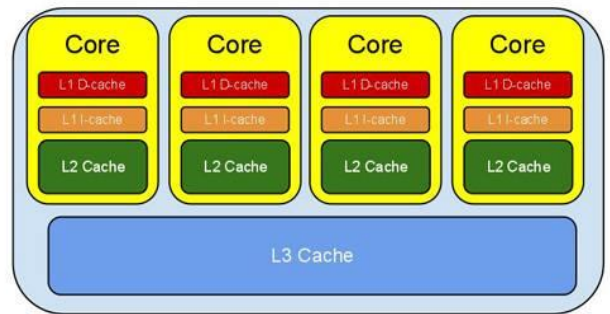 Core Core Core Core
L1 D-cache L1 D-cache L1 D-cache L1 D-cache
L1 I-cache L1 I-cache L1 I-cache L1 I-cache
L2 Cache L2 Cache L2 Cache L2 Cache
L3 Cache